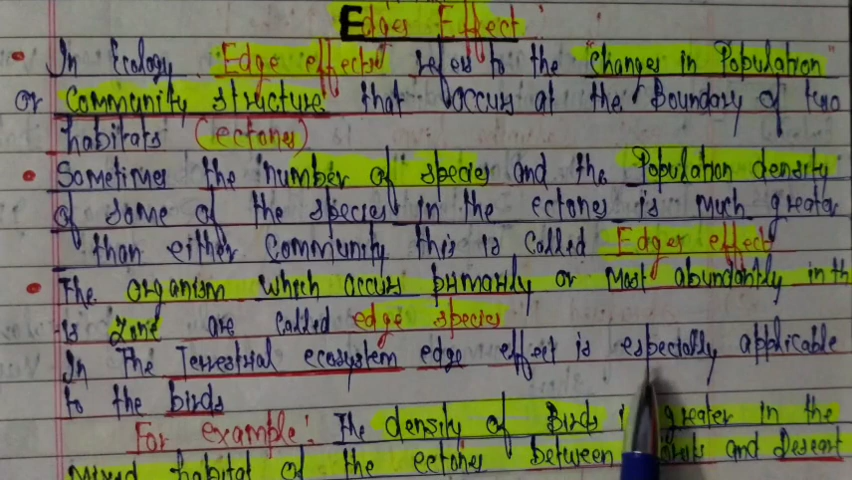 Edges Effect:
• In Ecology Edge effects refers to the "changes in Population"
or Community structure that occurs at the Boundary of two
habitats (ectones)
• Sometimes the number of species and the Population density
of some of the species in the ectones is much greater
than either Community this is called Edges effect
• The organism which occurs primarily or most abundantly in th
is zone are called edge species
In The Terrestrial ecosystem edge effect is especially applicable
to the birds
For example: The density of Birds greater in the
mixed habitat of the ectones between and Desert